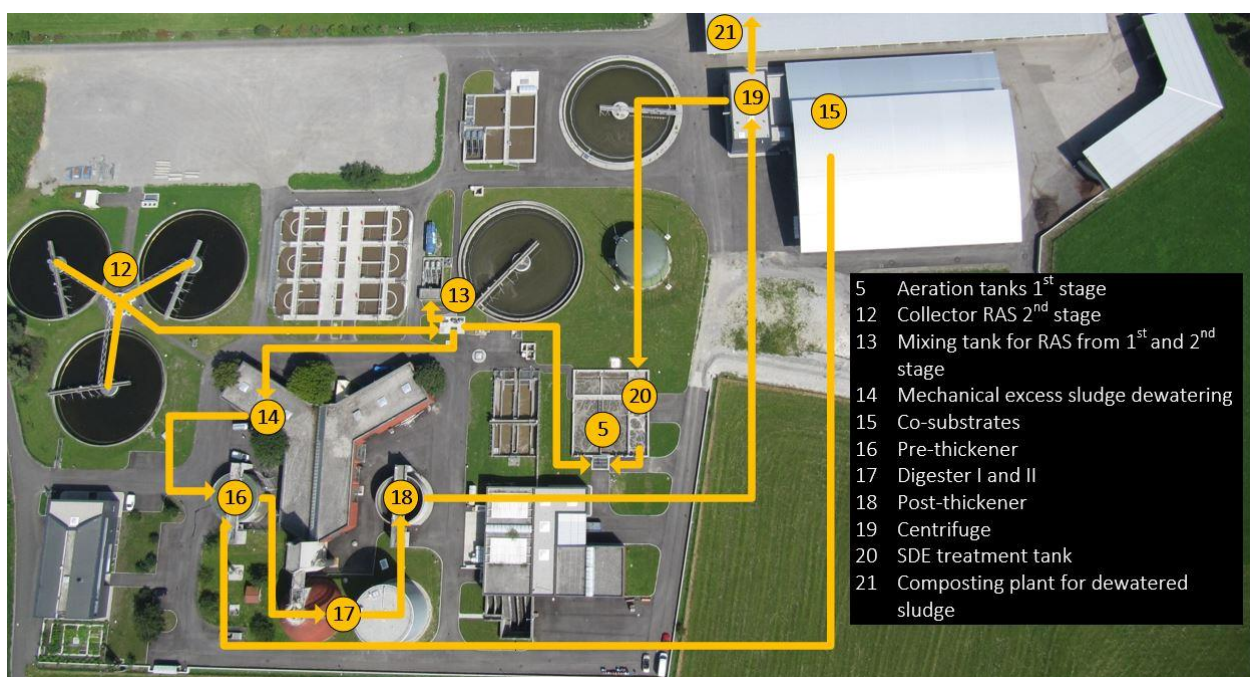 21
19
15
12
13
14
20
5
16
18
17
5 Aeration tanks 1st stage
12 Collector RAS 2nd stage
13 Mixing tank for RAS from 1st and 2nd
stage
14 Mechanical excess sludge dewatering
15 Co-substrates
16 Pre-thickener
17 Digester I and II
18 Post-thickener
19 Centrifuge
20 SDE treatment tank
21 Composting plant for dewatered
sludge